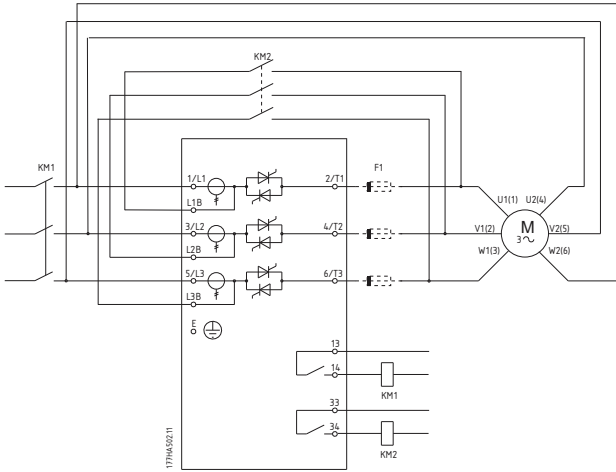 KM2
KM1
1/L1
2/T1
F1
U1(1)
U2(4)
L1B
3/L2
4/T2
V1(2)
M
3
V2(5)
L2B
W1(3)
W2(6)
5/L3
6/T3
L3B
E
13
14
KM1
33
34
KM2
177HA502.11